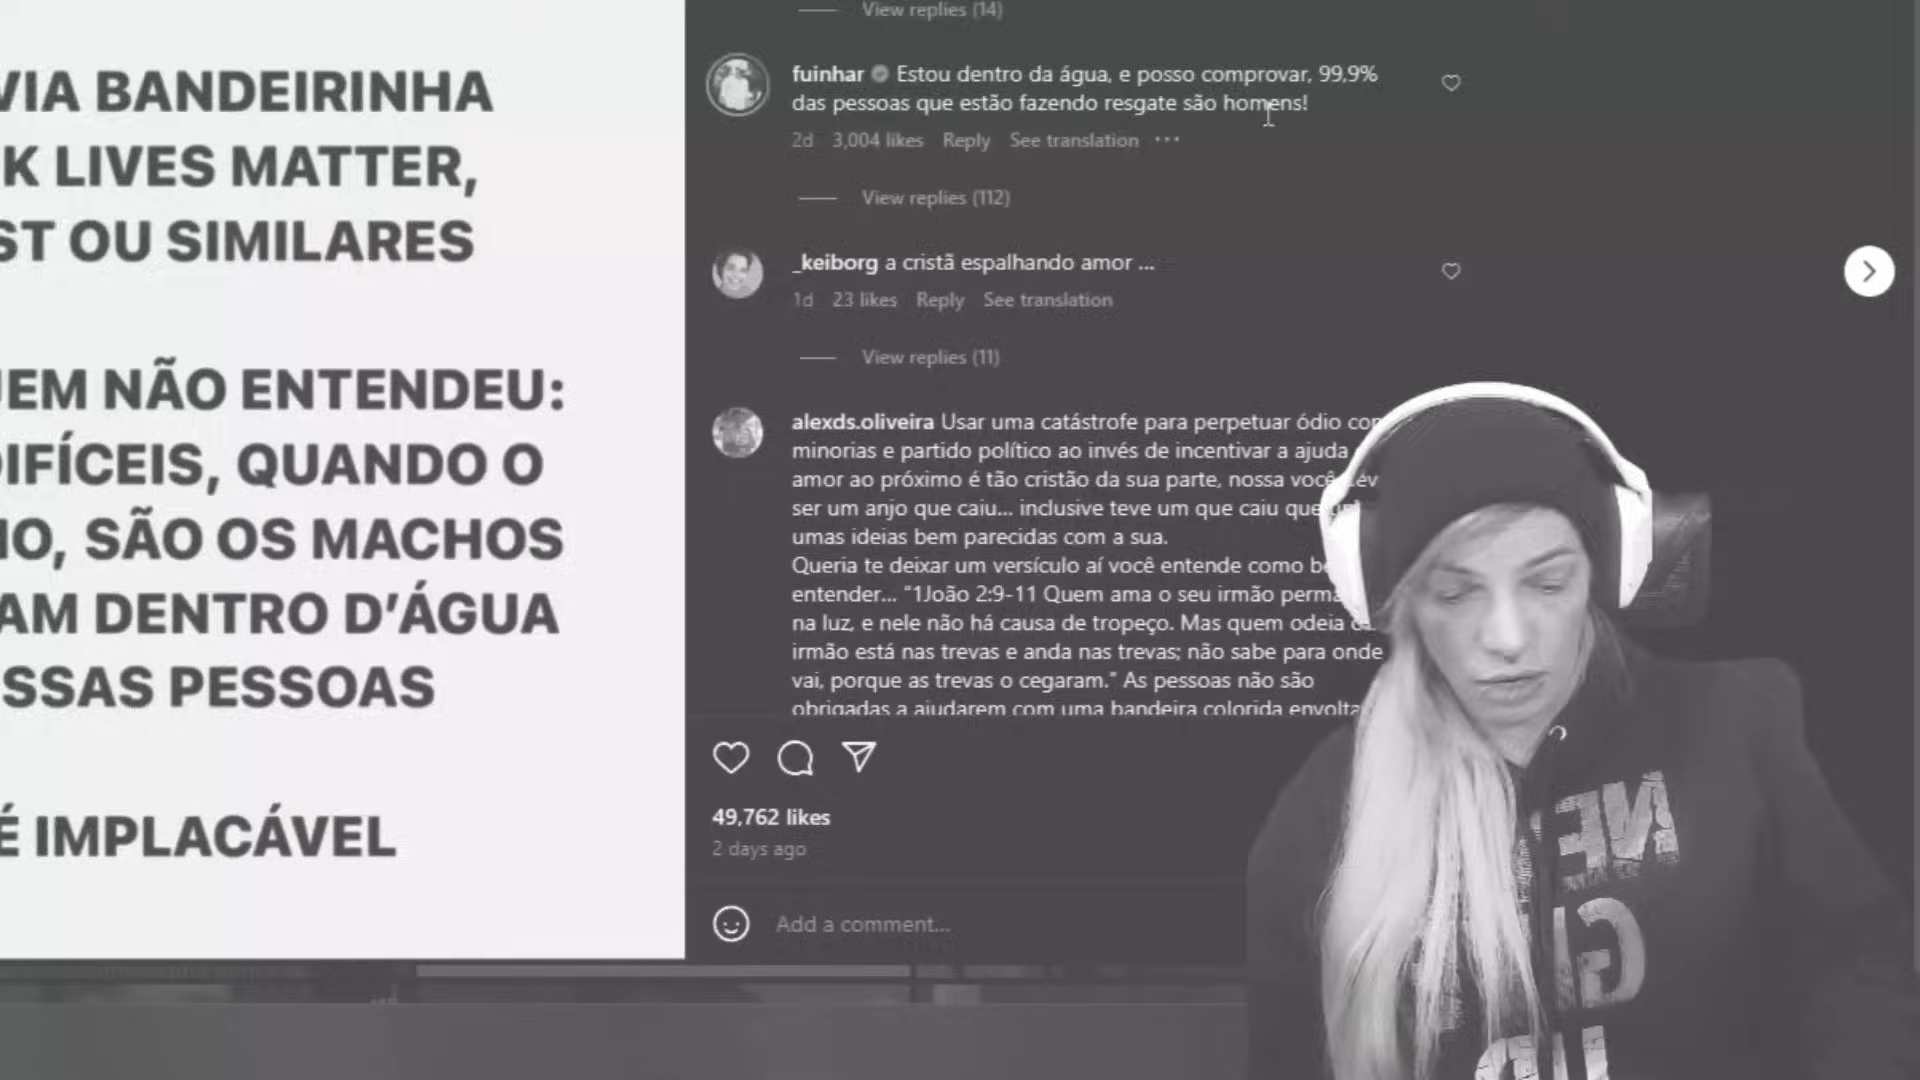 VIA BANDEIRINHA
K LIVES MATTER,
ST OU SIMILARES
EM NÃO ENTENDEU:
IFÍCEIS, QUANDO O
O, SÃO OS MACHOS
AM DENTRO D’ÁGUA
SSAS PESSOAS
É IMPLACÁVEL
View replies (14)
fuinhar Estou dentro da água, e posso comprovar, 99,9%
das pessoas que estão fazendo resgate são homens!
2d 3,004 likes Reply See translation ···
View replies (112)
_keiborg a cristã espalhando amor ...
1d 23 likes Reply See translation
View replies (11)
alexds.oliveira Usar uma catástrofe para perpetuar ódio
minorias e partido político ao invés de incentivar a ajuda
amor ao próximo é tão cristão da sua parte, nossa você
ser um anjo que caiu... inclusive teve um que caiu que
umas ideias bem parecidas com a sua.
Queria te deixar um versículo aí você entende como
entender... “1João 2:9-11 Quem ama o seu irmão
na luz, e nele não há causa de tropeço. Mas quem odeia
irmão está nas trevas e anda nas trevas; não sabe para onde
vai, porque as trevas o cegaram.” As pessoas não são
obrigadas a ajudarem com uma bandeira colorida
49,762 likes
2 days ago
Add a comment...